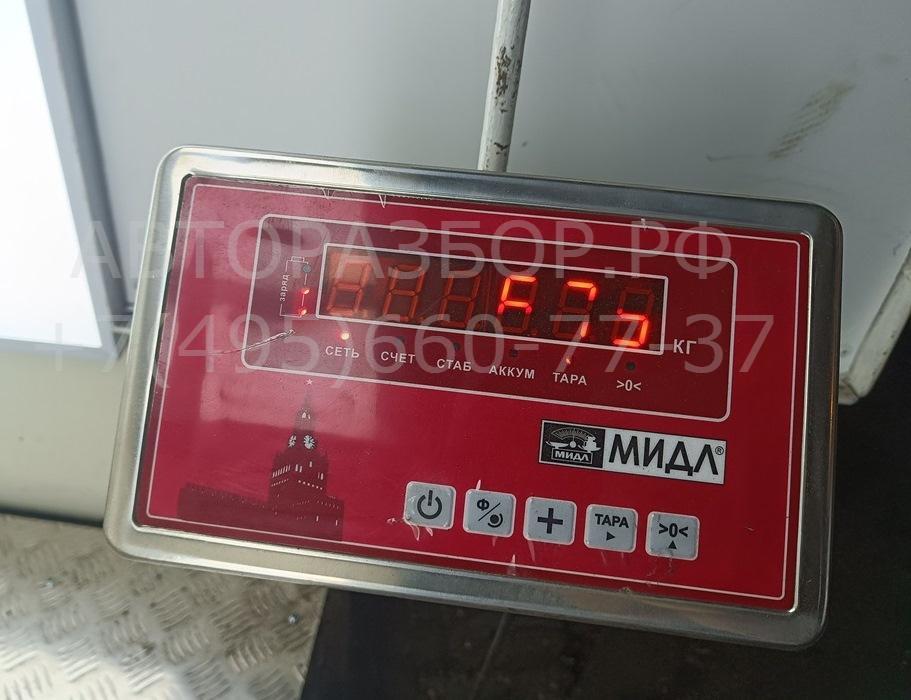 АВТОРАЗБОР.РФ
+7(495)660-77-37
заряд
КГ
СЕТЬ СЧЕТ СТАБ АККУМ ТАРА >0<
МИДЛ МИДЛ®
Ф/ + ТАРА >0<